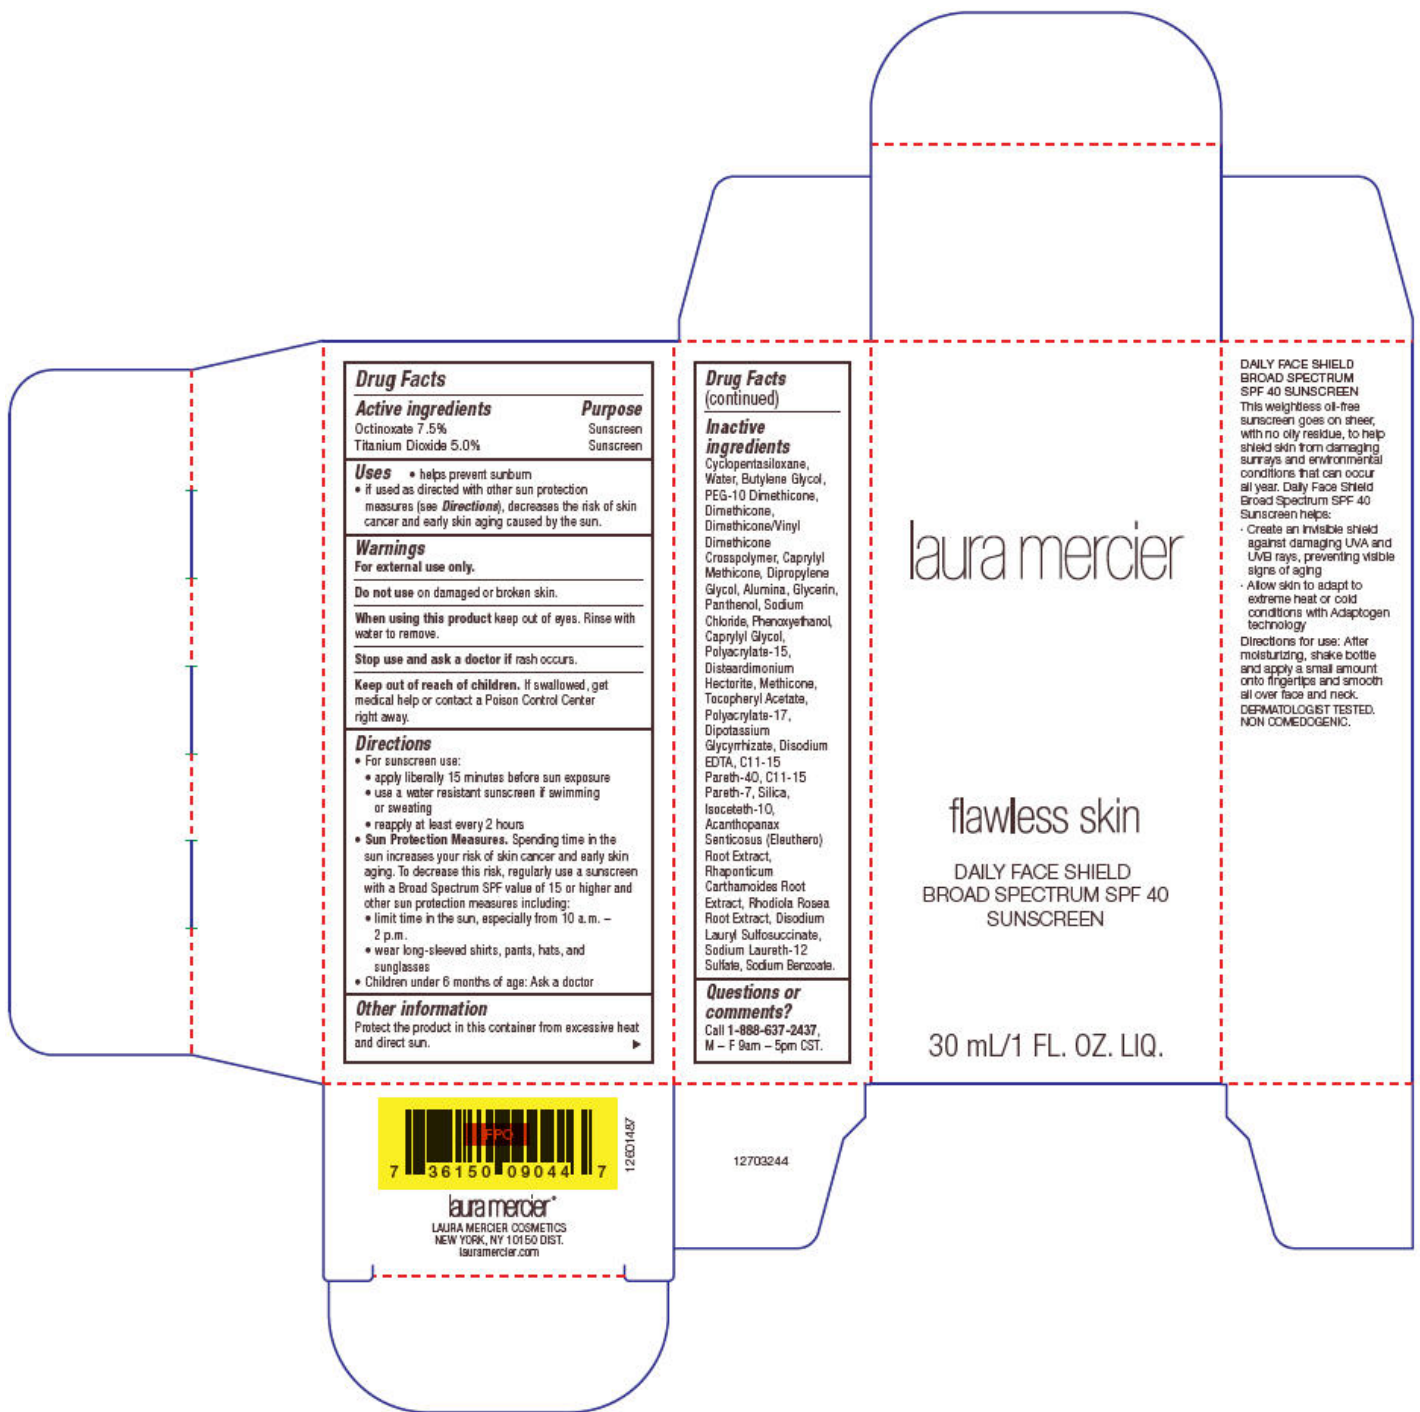 Drug Facts
Active ingredients Purpose
Octinoxate 7.5% Sunscreen
Titanium Dioxide 5.0% Sunscreen
Uses • helps prevent sunburn
• if used as directed with other sun protection
measures (see Directions), decreases the risk of skin
cancer and early skin aging caused by the sun.
Warnings
For external use only.
Do not use on damaged or broken skin.
When using this product keep out of eyes. Rinse with
water to remove.
Stop use and ask a doctor if rash occurs.
Keep out of reach of children. If swallowed, get
medical help or contact a Poison Control Center
right away.
Directions
• For sunscreen use:
• apply liberally 15 minutes before sun exposure
• use a water resistant sunscreen if swimming
or sweating
• reapply at least every 2 hours
• Sun Protection Measures. Spending time in the
sun increases your risk of skin cancer and early skin
aging. To decrease this risk, regularly use a sunscreen
with a Broad Spectrum SPF value of 15 or higher and
other sun protection measures including:
• limit time in the sun, especially from 10 a.m. –
2 p.m.
• wear long-sleeved shirts, pants, hats, and
sunglasses
• Children under 6 months of age: Ask a doctor
Other information
Protect the product in this container from excessive heat
and direct sun.
Drug Facts
(continued)
Inactive
ingredients
Cyclopentasiloxane,
Water, Butylene Glycol,
PEG-10 Dimethicone,
Dimethicone,
Dimethicone/Vinyl
Dimethicone
Crosspolymer, Caprylyl
Methicone, Dipropylene
Glycol, Alumina, Glycerin,
Panthenol, Sodium
Chloride, Phenoxyethanol,
Caprylyl Glycol,
Polyacrylate-15,
Disteardimonium
Hectorite, Methicone,
Tocopheryl Acetate,
Polyacrylate-17,
Dipotassium
Glycyrrhizate, Disodium
EDTA, C11-15
Pareth-40, C11-15
Pareth-7, Silica,
Isoceteth-10,
Acanthopanax
Senticosus (Eleuthero)
Root Extract,
Rhaponticum
Carthamoides Root
Extract, Rhodiola Rosea
Root Extract, Disodium
Lauryl Sulfosuccinate,
Sodium Laureth-12
Sulfate, Sodium Benzoate.
Questions or
comments?
Call 1-888-637-2437,
M – F 9am – 5pm CST.
laura mercier
flawless skin
DAILY FACE SHIELD
BROAD SPECTRUM SPF 40
SUNSCREEN
30 mL/1 FL. OZ. LIQ.
DAILY FACE SHIELD
BROAD SPECTRUM
SPF 40 SUNSCREEN
This weightless oil-free
sunscreen goes on sheer,
with no oily residue, to help
shield skin from damaging
sunrays and environmental
conditions that can occur
all year. Daily Face Shield
Broad Spectrum SPF 40
Sunscreen helps:
· Create an invisible shield
against damaging UVA and
UVB rays, preventing visible
signs of aging
· Allow skin to adapt to
extreme heat or cold
conditions with Adaptogen
technology
Directions for use: After
moisturizing, shake bottle
and apply a small amount
onto fingertips and smooth
all over face and neck.
DERMATOLOGIST TESTED.
NON COMEDOGENIC.
FPO
7 36150 09044 7
12601487
laura mercier®
LAURA MERCIER COSMETICS
NEW YORK, NY 10150 DIST.
lauramercier.com
12703244